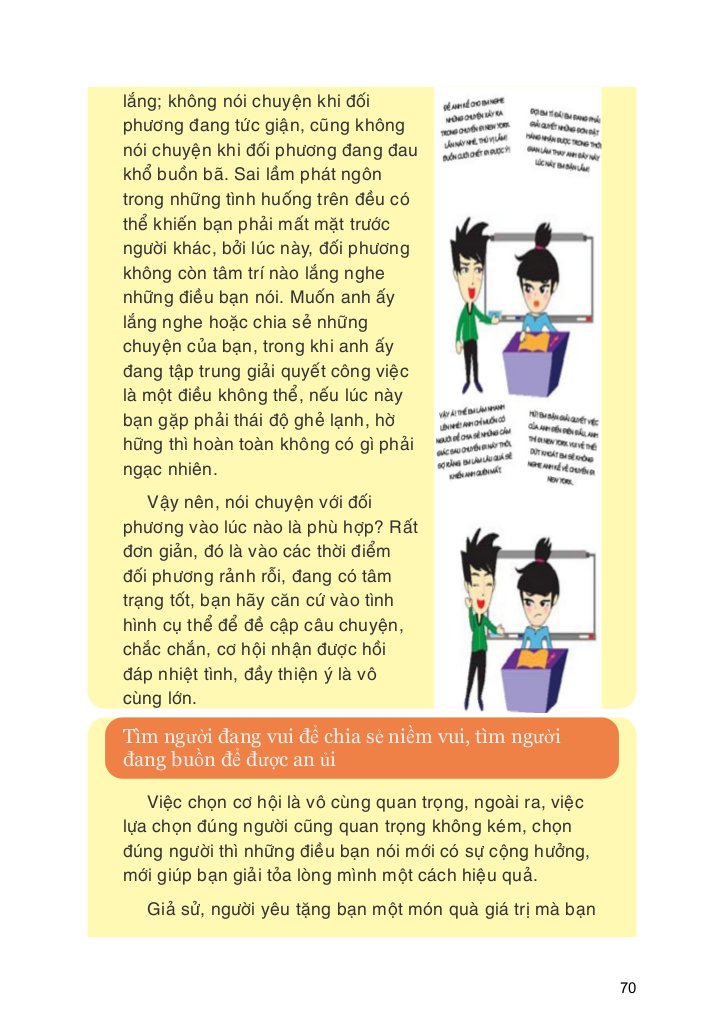 lắng; không nói chuyện khi đối
phương đang tức giận, cũng không
nói chuyện khi đối phương đang đau
khổ buồn bã. Sai lầm phát ngôn
trong những tình huống trên đều có
thể khiến bạn phải mất mặt trước
người khác, bởi lúc này, đối phương
không còn tâm trí nào lắng nghe
những điều bạn nói. Muốn anh ấy
lắng nghe hoặc chia sẻ những
chuyện của bạn, trong khi anh ấy
đang tập trung giải quyết công việc
là một điều không thể, nếu lúc này
bạn gặp phải thái độ ghẻ lạnh, hờ
hững thì hoàn toàn không có gì phải
ngạc nhiên.
Vậy nên, nói chuyện với đối
phương vào lúc nào là phù hợp? Rất
đơn giản, đó là vào các thời điểm
đối phương rảnh rỗi, đang có tâm
trạng tốt, bạn hãy căn cứ vào tình
hình cụ thể để đề cập câu chuyện,
chắc chắn, cơ hội nhận được hồi
đáp nhiệt tình, đầy thiện ý là vô
cùng lớn.
ĐỂ ANH KỂ CHO EM NGHE
NHỮNG CHUYỆN XẢY RA
TRONG CHUYẾN ĐI NEW YORK
LẦN NÀY NHÉ, THÚ VỊ LẮM!
BUỒN CƯỜI CHẾT ĐI ĐƯỢC Ý!
ĐỢI EM TÍ ĐÃ! EM ĐANG PHẢI
GIẢI QUYẾT NHỮNG ĐƠN ĐẶT
HÀNG NHẬN ĐƯỢC TRONG THỜI
GIAN LÀM THAY ANH ĐÂY NÀY
LÚC NÀY EM BẬN LẮM!
VẬY À! THẾ EM LÀM NHANH
LÊN NHÉ! ANH CHỈ MUỐN CÓ
NGƯỜI ĐỂ CHIA SẺ NHỮNG CẢM
GIÁC SAU CHUYẾN ĐI NÀY THÔI,
SỢ RẰNG EM LÀM LÂU QUÁ SẼ
KHIẾN ANH QUÊN MẤT.
HỪ! EM BẬN GIẢI QUYẾT VIỆC
CỦA ANH ĐẾN ĐIÊN ĐẦU, ANH
THÌ ĐI NEW YORK VUI VẺ THẾ!
DỨT KHOÁT EM SẼ KHÔNG
NGHE ANH KỂ VỀ CHUYẾN ĐI
NEW YORK.
Tìm người đang vui để chia sẻ niềm vui, tìm người
đang buồn để được an ủi
Việc chọn cơ hội là vô cùng quan trọng, ngoài ra, việc
lựa chọn đúng người cũng quan trọng không kém, chọn
đúng người thì những điều bạn nói mới có sự cộng hưởng,
mới giúp bạn giải tỏa lòng mình một cách hiệu quả.
Giả sử, người yêu tặng bạn một món quà giá trị mà bạn
70